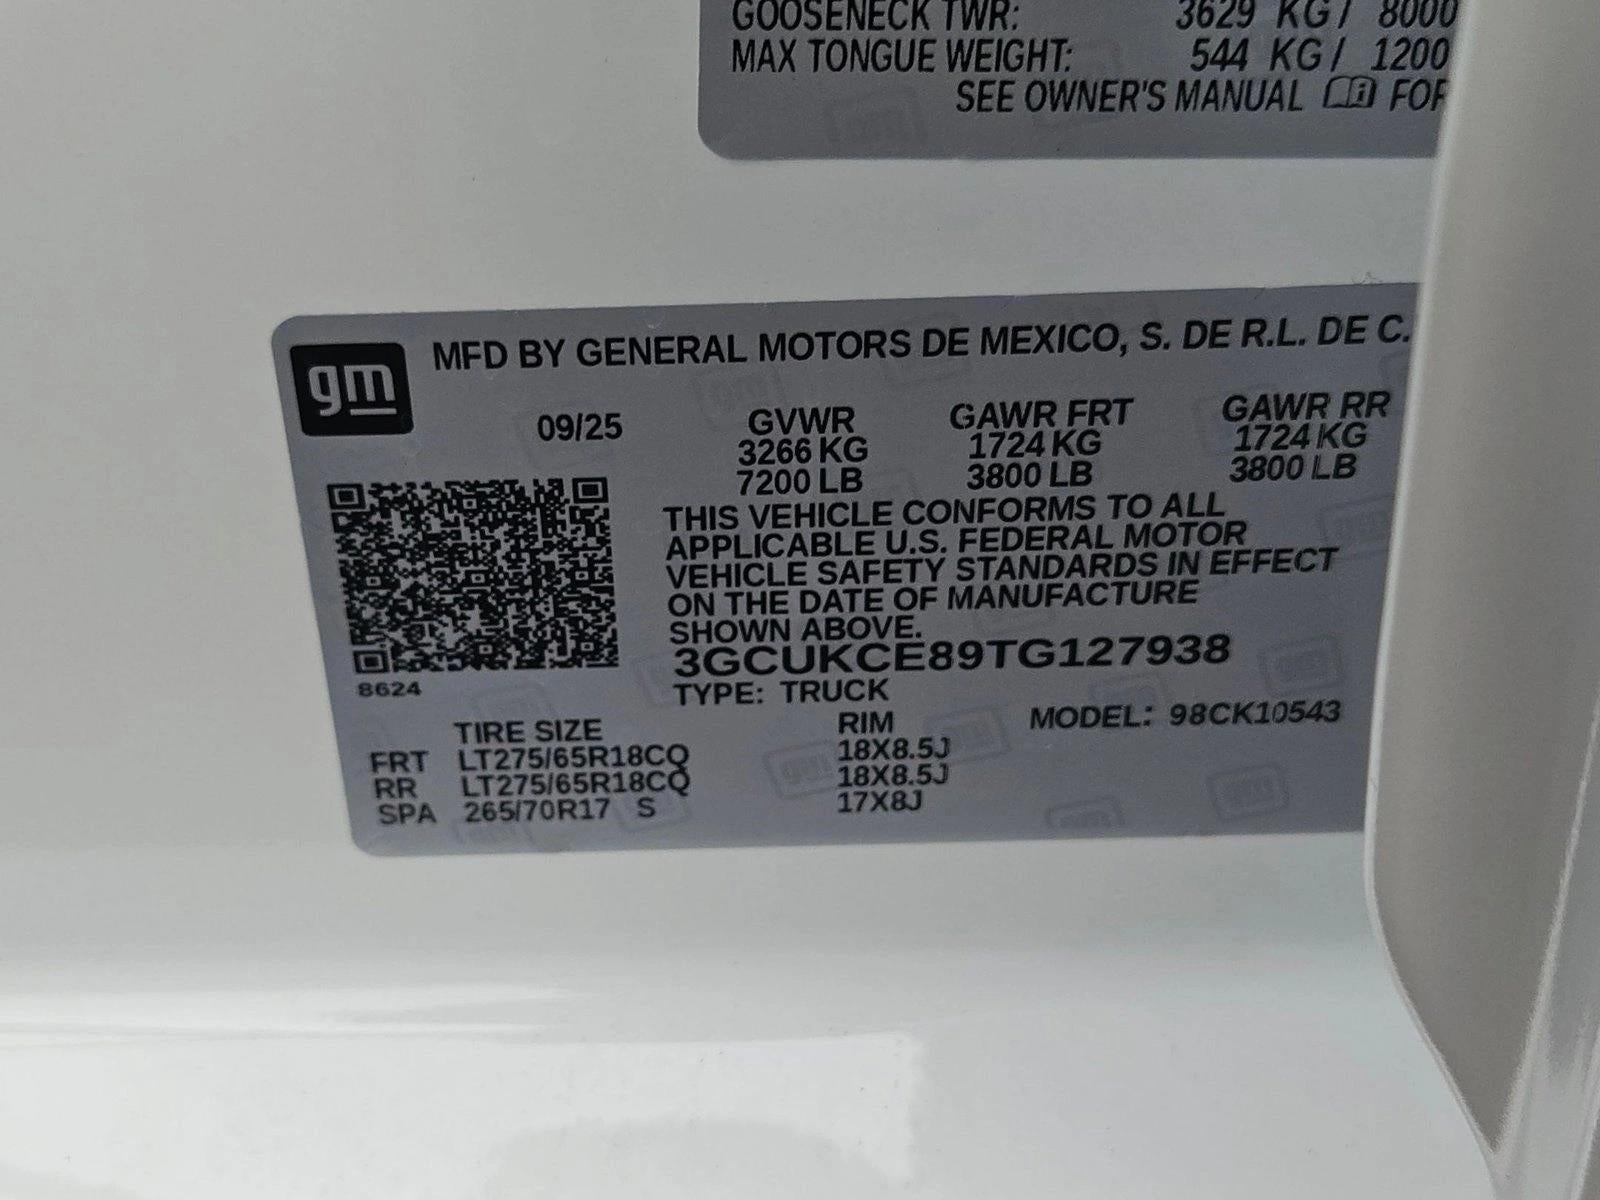 GOOSENECK TWR: 3629 KG / 8000
MAX TONGUE WEIGHT: 544 KG / 1200
SEE OWNER'S MANUAL FOR
gm
MFD BY GENERAL MOTORS DE MEXICO, S. DE R.L. DE C.
09/25 GVWR GAWR FRT GAWR RR
3266 KG 1724 KG 1724 KG
7200 LB 3800 LB 3800 LB
THIS VEHICLE CONFORMS TO ALL
APPLICABLE U.S. FEDERAL MOTOR
VEHICLE SAFETY STANDARDS IN EFFECT
ON THE DATE OF MANUFACTURE
SHOWN ABOVE.
3GCUKCE89TG127938
8624
TYPE: TRUCK
MODEL: 98CK10543
TIRE SIZE RIM
FRT LT275/65R18CQ 18X8.5J
RR LT275/65R18CQ 18X8.5J
SPA 265/70R17 S 17X8J